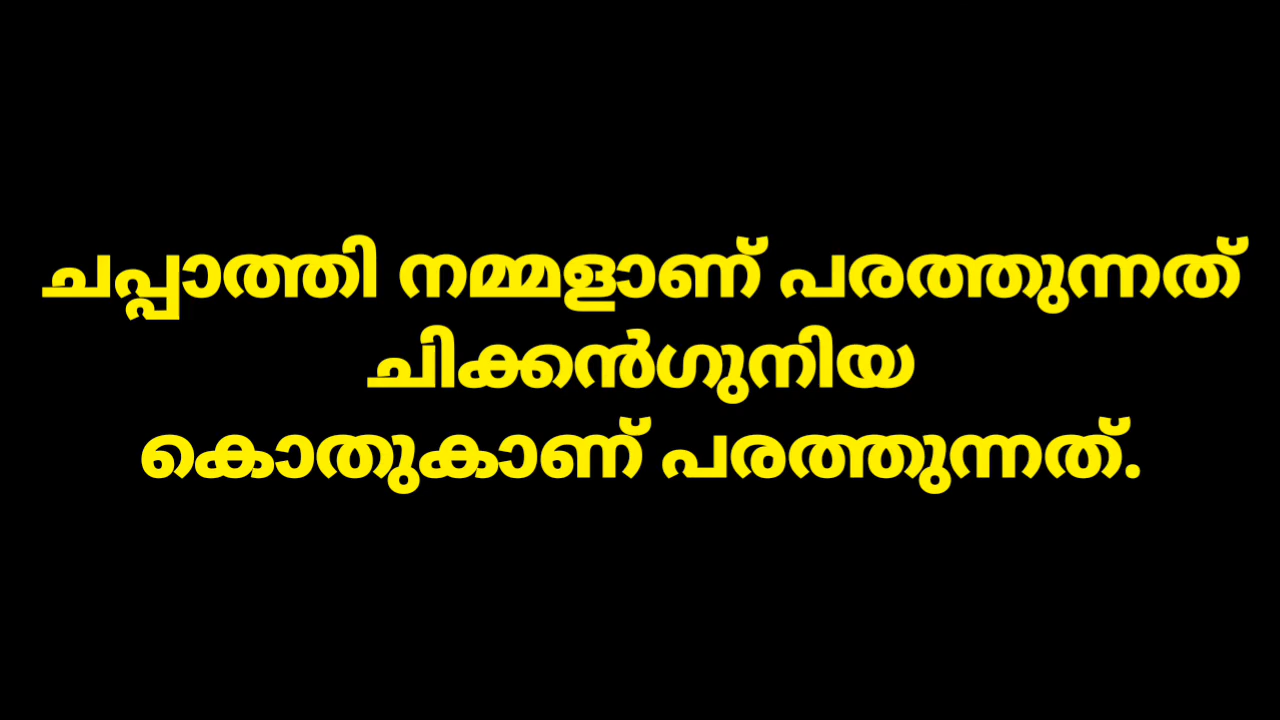 ചപ്പാത്തി നമ്മളാണ് പരത്തുന്നത്
ചിക്കൻഗുനിയ
കൊതുകാണ് പരത്തുന്നത്.